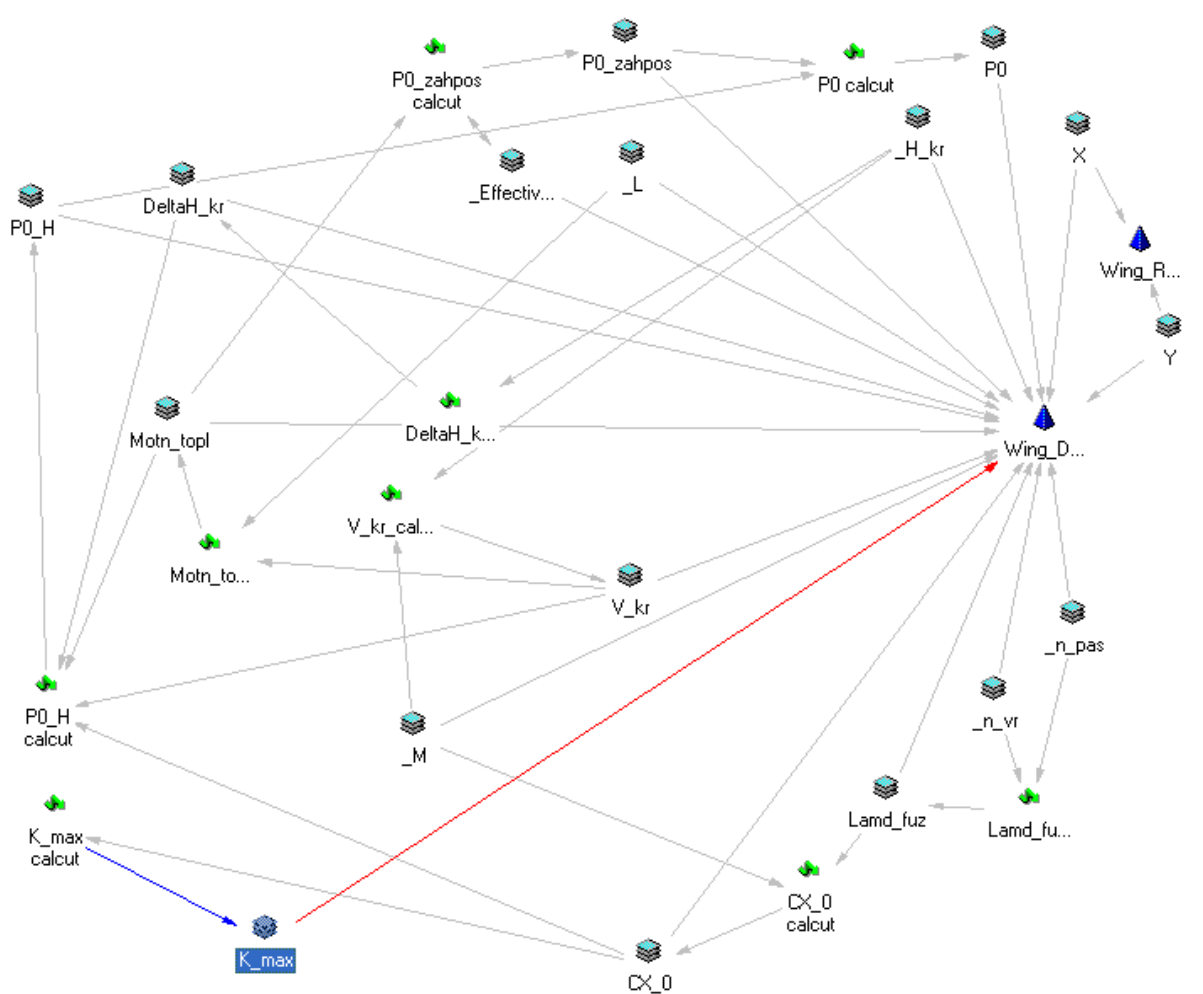 P0_zahpos
calcut
P0_zahpos
P0 calcut
P0
_H_kr
X
_Effectiv...
_L
P0_H
DeltaH_kr
Wing_R...
Y
Motn_topl
DeltaH_k...
Wing_D...
V_kr_cal...
Motn_to...
V_kr
_n_pas
P0_H
calcut
_M
_n_vr
K_max
calcut
Lamd_fuz
Lamd_fu...
CX_0
calcut
K_max
CX_0